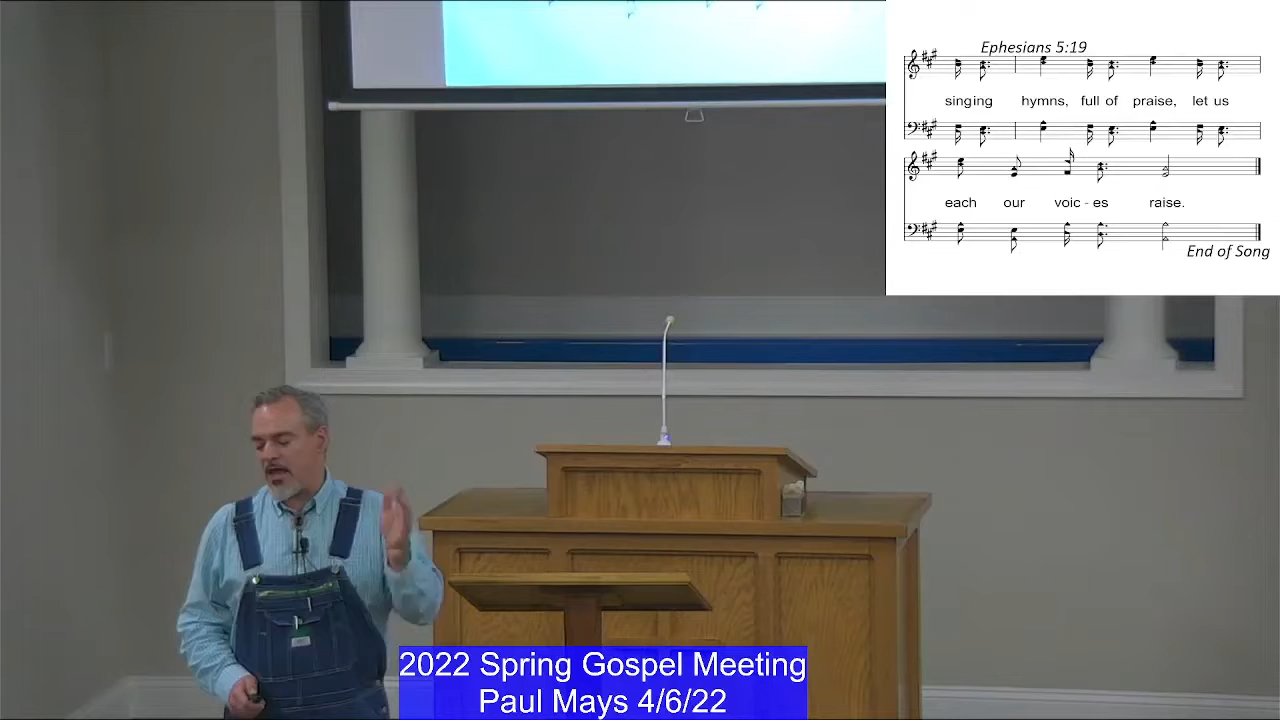 Ephesians 5:19
singing hymns, full of praise, let us
each our voic - es raise.
End of Song
2022 Spring Gospel Meeting
Paul Mays 4/6/22